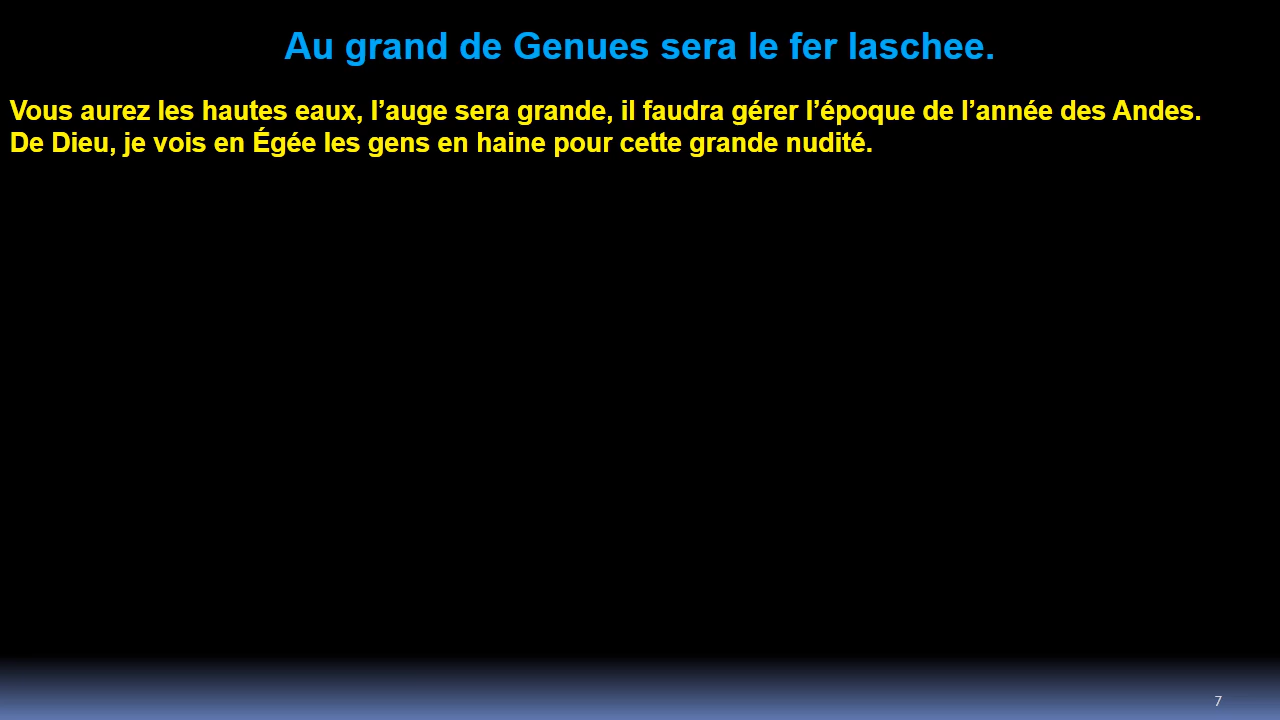 Au grand de Genues sera le fer laschee.
Vous aurez les hautes eaux, l’auge sera grande, il faudra gérer l’époque de l’année des Andes.
De Dieu, je vois en Égée les gens en haine pour cette grande nudité.
7